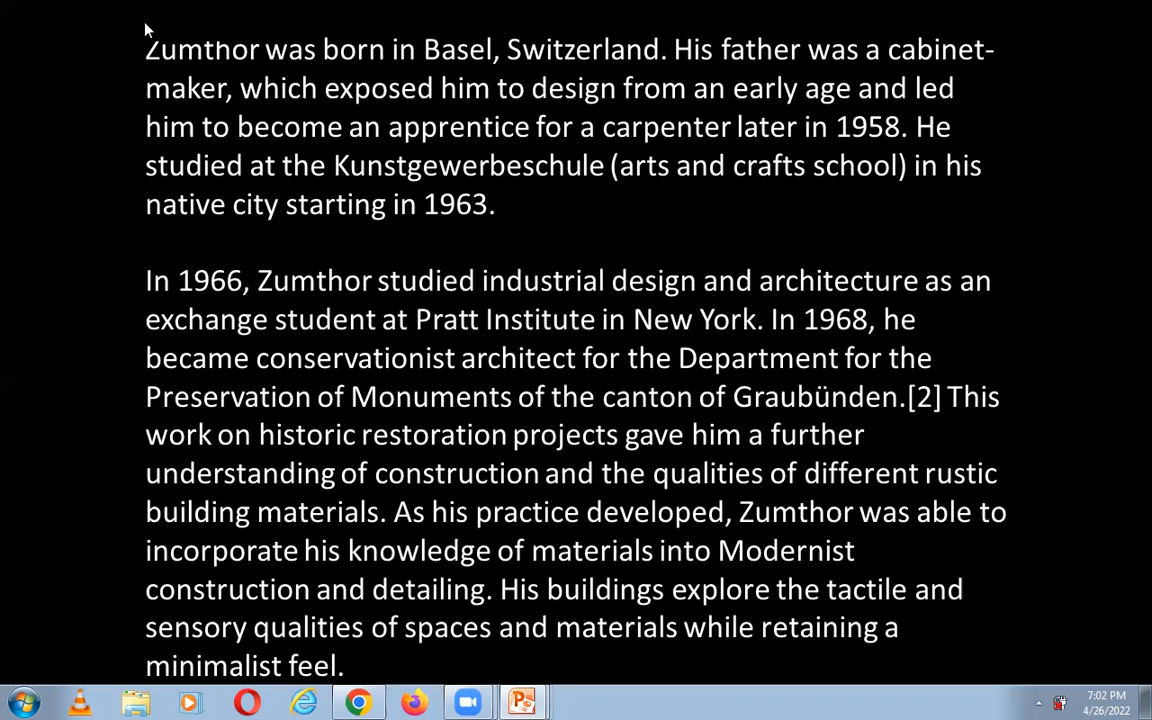 Zumthor was born in Basel, Switzerland. His father was a cabinet-
maker, which exposed him to design from an early age and led
him to become an apprentice for a carpenter later in 1958. He
studied at the Kunstgewerbeschule (arts and crafts school) in his
native city starting in 1963.
In 1966, Zumthor studied industrial design and architecture as an
exchange student at Pratt Institute in New York. In 1968, he
became conservationist architect for the Department for the
Preservation of Monuments of the canton of Graubünden.[2] This
work on historic restoration projects gave him a further
understanding of construction and the qualities of different rustic
building materials. As his practice developed, Zumthor was able to
incorporate his knowledge of materials into Modernist
construction and detailing. His buildings explore the tactile and
sensory qualities of spaces and materials while retaining a
minimalist feel.
7:02 PM
4/26/2022